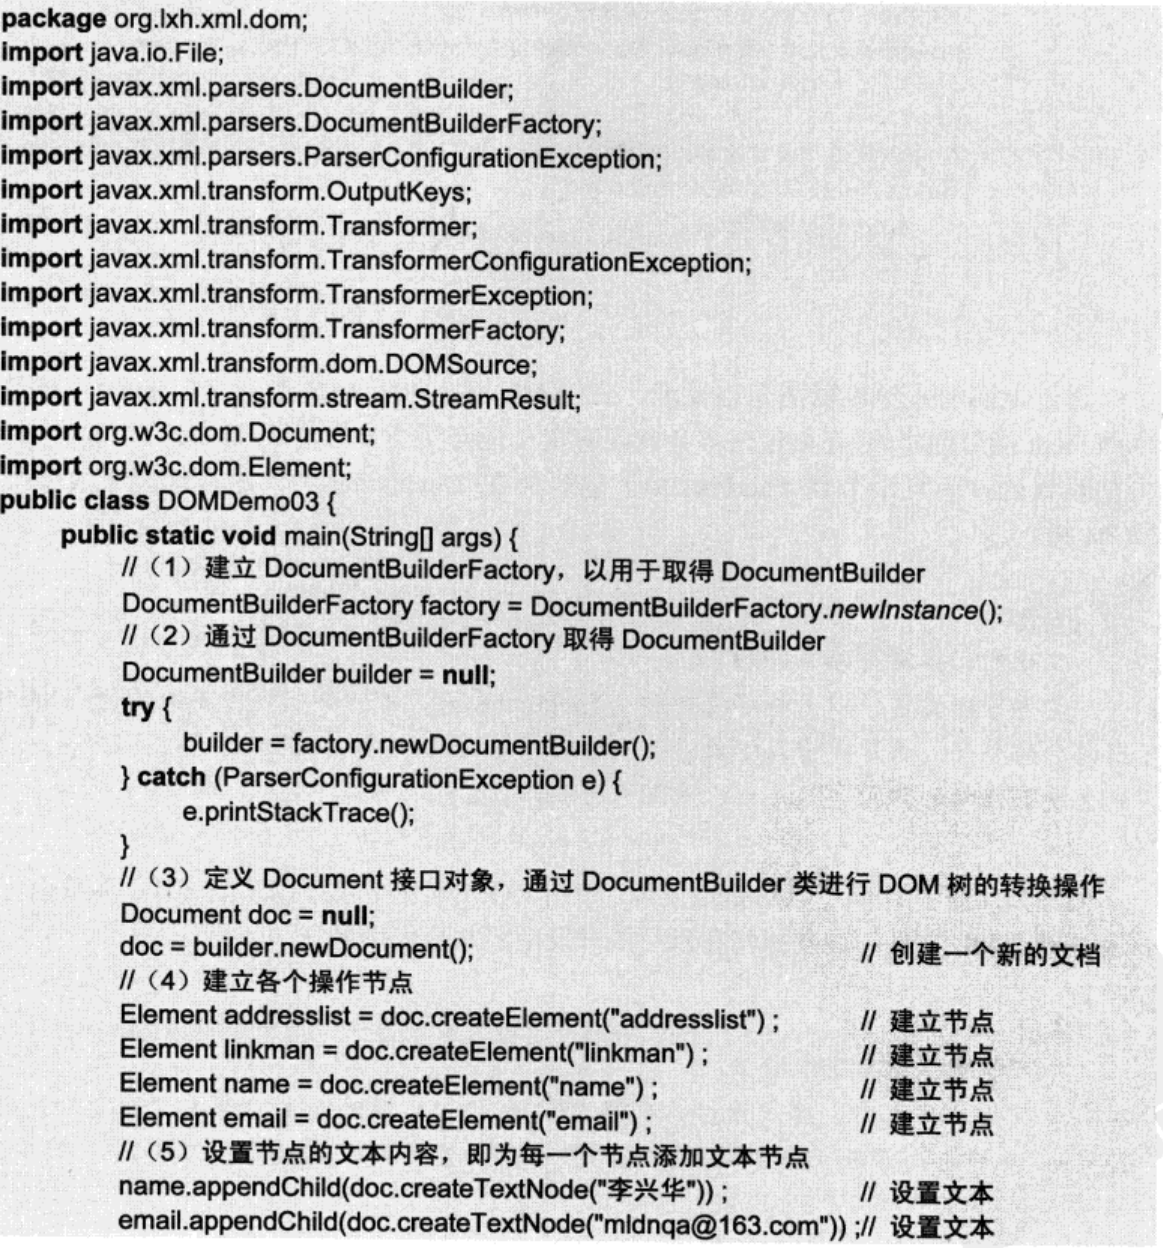 package org.lxh.xml.dom;
import java.io.File;
import javax.xml.parsers.DocumentBuilder;
import javax.xml.parsers.DocumentBuilderFactory;
import javax.xml.parsers.ParserConfigurationException;
import javax.xml.transform.OutputKeys;
import javax.xml.transform.Transformer;
import javax.xml.transform.TransformerConfigurationException;
import javax.xml.transform.TransformerException;
import javax.xml.transform.TransformerFactory;
import javax.xml.transform.dom.DOMSource;
import javax.xml.transform.stream.StreamResult;
import org.w3c.dom.Document;
import org.w3c.dom.Element;
public class DOMDemo03 {
public static void main(String[] args) {
//（1）建立 DocumentBuilderFactory，以用于取得 DocumentBuilder
DocumentBuilderFactory factory = DocumentBuilderFactory.newInstance();
//（2）通过 DocumentBuilderFactory 取得 DocumentBuilder
DocumentBuilder builder = null;
try {
builder = factory.newDocumentBuilder();
} catch (ParserConfigurationException e) {
e.printStackTrace();
}
//（3）定义 Document 接口对象，通过 DocumentBuilder 类进行 DOM 树的转换操作
Document doc = null;
doc = builder.newDocument(); // 创建一个新的文档
//（4）建立各个操作节点
Element addresslist = doc.createElement("addresslist") ; // 建立节点
Element linkman = doc.createElement("linkman") ; // 建立节点
Element name = doc.createElement("name") ; // 建立节点
Element email = doc.createElement("email") ; // 建立节点
//（5）设置节点的文本内容，即为每一个节点添加文本节点
name.appendChild(doc.createTextNode("李兴华")) ; // 设置文本
email.appendChild(doc.createTextNode("mldnqa@163.com")) ;// 设置文本